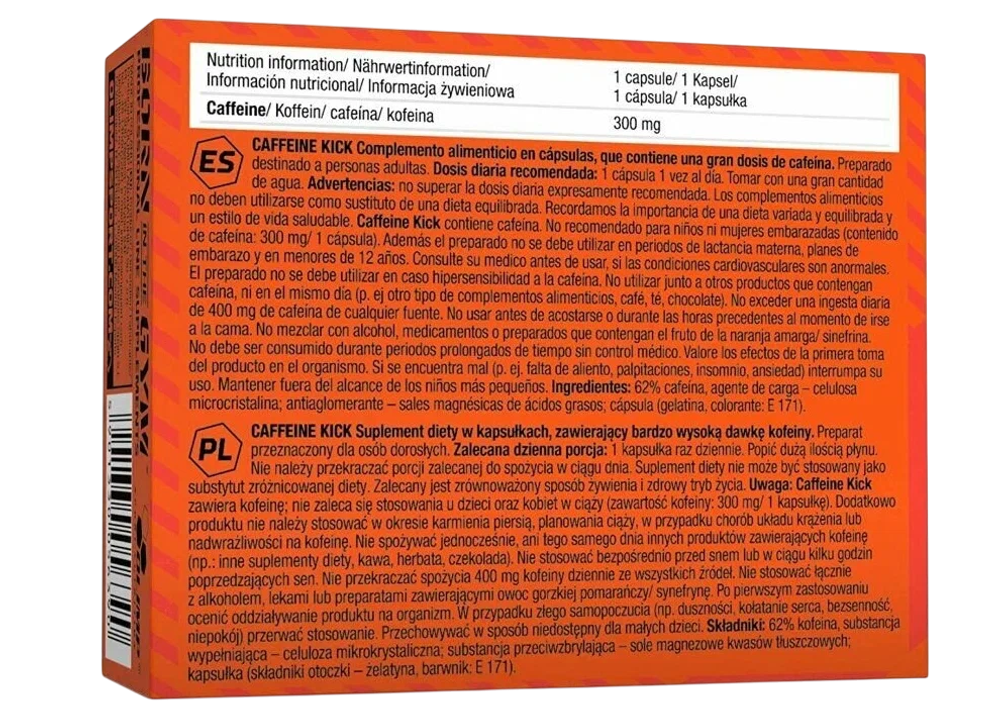 Nutrition information/ Nährwertinformation/
Información nutricional/ Informacja żywieniowa
1 capsule/ 1 Kapsel/
1 cápsula/ 1 kapsułka
Caffeine/ Koffein/ cafeína/ kofeina
300 mg
ES
CAFFEINE KICK Complemento alimenticio en cápsulas, que contiene una gran dosis de cafeína. Preparado
destinado a personas adultas. Dosis diaria recomendada: 1 cápsula 1 vez al día. Tomar con una gran cantidad
de agua. Advertencias: no superar la dosis diaria expresamente recomendada. Los complementos alimenticios
no deben utilizarse como sustituto de una dieta equilibrada. Recordamos la importancia de una dieta variada y equilibrada y
un estilo de vida saludable. Caffeine Kick contiene cafeína. No recomendado para niños ni mujeres embarazadas (contenido
de cafeína: 300 mg/ 1 cápsula). Además el preparado no se debe utilizar en periodos de lactancia materna, planes de
embarazo y en menores de 12 años. Consulte su medico antes de usar, si las condiciones cardiovasculares son anormales.
El preparado no se debe utilizar en caso hipersensibilidad a la cafeína. No utilizar junto a otros productos que contengan
cafeína, ni en el mismo día (p. ej otro tipo de complementos alimenticios, café, té, chocolate). No exceder una ingesta diaria
de 400 mg de cafeína de cualquier fuente. No usar antes de acostarse o durante las horas precedentes al momento de irse
a la cama. No mezclar con alcohol, medicamentos o preparados que contengan el fruto de la naranja amarga/ sinefrina.
No debe ser consumido durante periodos prolongados de tiempo sin control médico. Valore los efectos de la primera toma
del producto en el organismo. Si se encuentra mal (p. ej. falta de aliento, palpitaciones, insomnio, ansiedad) interrumpa su
uso. Mantener fuera del alcance de los niños más pequeños. Ingredientes: 62% cafeína, agente de carga – celulosa
microcristalina; antiaglomerante – sales magnésicas de ácidos grasos; cápsula (gelatina, colorante: E 171).
PL
CAFFEINE KICK Suplement diety w kapsułkach, zawierający bardzo wysoką dawkę kofeiny. Preparat
przeznaczony dla osób dorosłych. Zalecana dzienna porcja: 1 kapsułka raz dziennie. Popić dużą ilością płynu.
Nie należy przekraczać porcji zalecanej do spożycia w ciągu dnia. Suplement diety nie może być stosowany jako
substytut zróżnicowanej diety. Zalecany jest zrównoważony sposób żywienia i zdrowy tryb życia. Uwaga: Caffeine Kick
zawiera kofeinę; nie zaleca się stosowania u dzieci oraz kobiet w ciąży (zawartość kofeiny: 300 mg/ 1 kapsułkę). Dodatkowo
produktu nie należy stosować w okresie karmienia piersią, planowania ciąży, w przypadku chorób układu krążenia lub
nadwrażliwości na kofeinę. Nie spożywać jednocześnie, ani tego samego dnia innych produktów zawierających kofeinę
(np.: inne suplementy diety, kawa, herbata, czekolada). Nie stosować bezpośrednio przed snem lub w ciągu kilku godzin
poprzedzających sen. Nie przekraczać spożycia 400 mg kofeiny dziennie ze wszystkich źródeł. Nie stosować łącznie
z alkoholem, lekami lub preparatami zawierającymi owoc gorzkiej pomarańczy/ synefrynę. Po pierwszym zastosowaniu
ocenić oddziaływanie produktu na organizm. W przypadku złego samopoczucia (np. duszności, kołatanie serca, bezsenność,
niepokój) przerwać stosowanie. Przechowywać w sposób niedostępny dla małych dzieci. Składniki: 62% kofeina, substancja
wypełniająca – celuloza mikrokrystaliczna; substancja przeciwzbrylająca – sole magnezowe kwasów tłuszczowych;
kapsułka (składniki otoczki – żelatyna, barwnik: E 171).
BORN IN THE GYM
PROFESSIONAL LINE SUPPLEMENTS